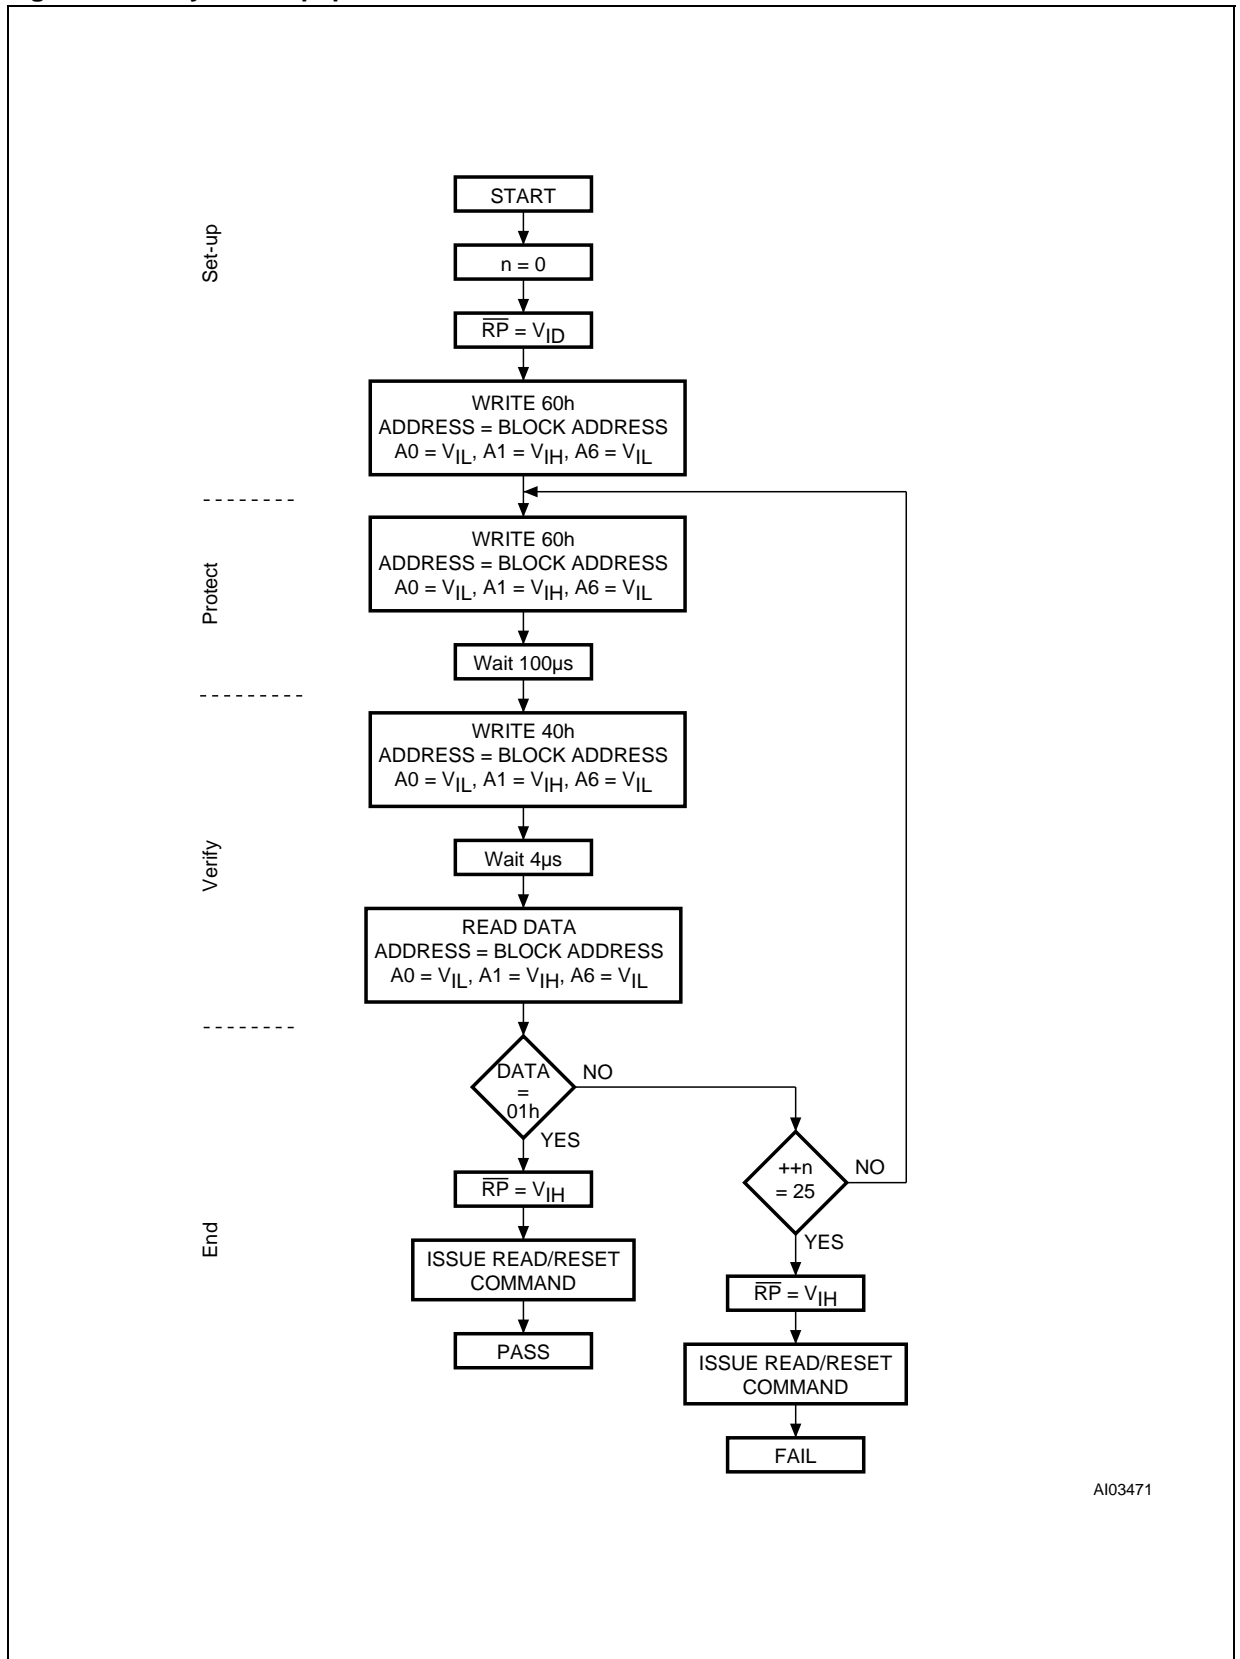 Set-up
START
n = 0
RP = VID
WRITE 60h
ADDRESS = BLOCK ADDRESS
A0 = VIL, A1 = VIH, A6 = VIL
Protect
WRITE 60h
ADDRESS = BLOCK ADDRESS
A0 = VIL, A1 = VIH, A6 = VIL
Wait 100µs
Verify
WRITE 40h
ADDRESS = BLOCK ADDRESS
A0 = VIL, A1 = VIH, A6 = VIL
Wait 4µs
READ DATA
ADDRESS = BLOCK ADDRESS
A0 = VIL, A1 = VIH, A6 = VIL
End
DATA
=
01h
NO
YES
RP = VIH
ISSUE READ/RESET
COMMAND
PASS
++n
= 25
NO
YES
RP = VIH
ISSUE READ/RESET
COMMAND
FAIL
AI03471